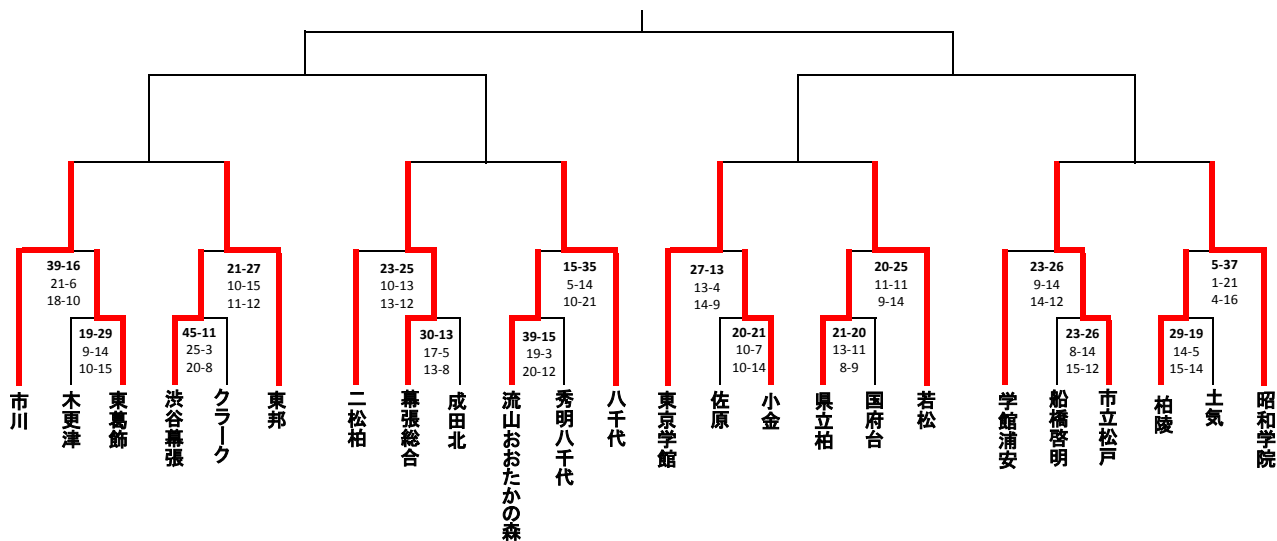 39-16
21-6
18-10
21-27
10-15
11-12
23-25
10-13
13-12
15-35
5-14
10-21
27-13
13-4
14-9
20-25
11-11
9-14
23-26
9-14
14-12
5-37
1-21
4-16
19-29
9-14
10-15
45-11
25-3
20-8
30-13
17-5
13-8
39-15
19-3
20-12
20-21
10-7
10-14
21-20
13-11
8-9
23-26
8-14
15-12
29-19
14-5
15-14
市川
木更津
東葛飾
渋谷幕張
クラーク
東邦
二松柏
幕張総合
成田北
流山おおたかの森
秀明八千代
八千代
東京学館
佐原
小金
県立柏
国府台
若松
学館浦安
船橋啓明
市立松戸
柏陵
土気
昭和学院